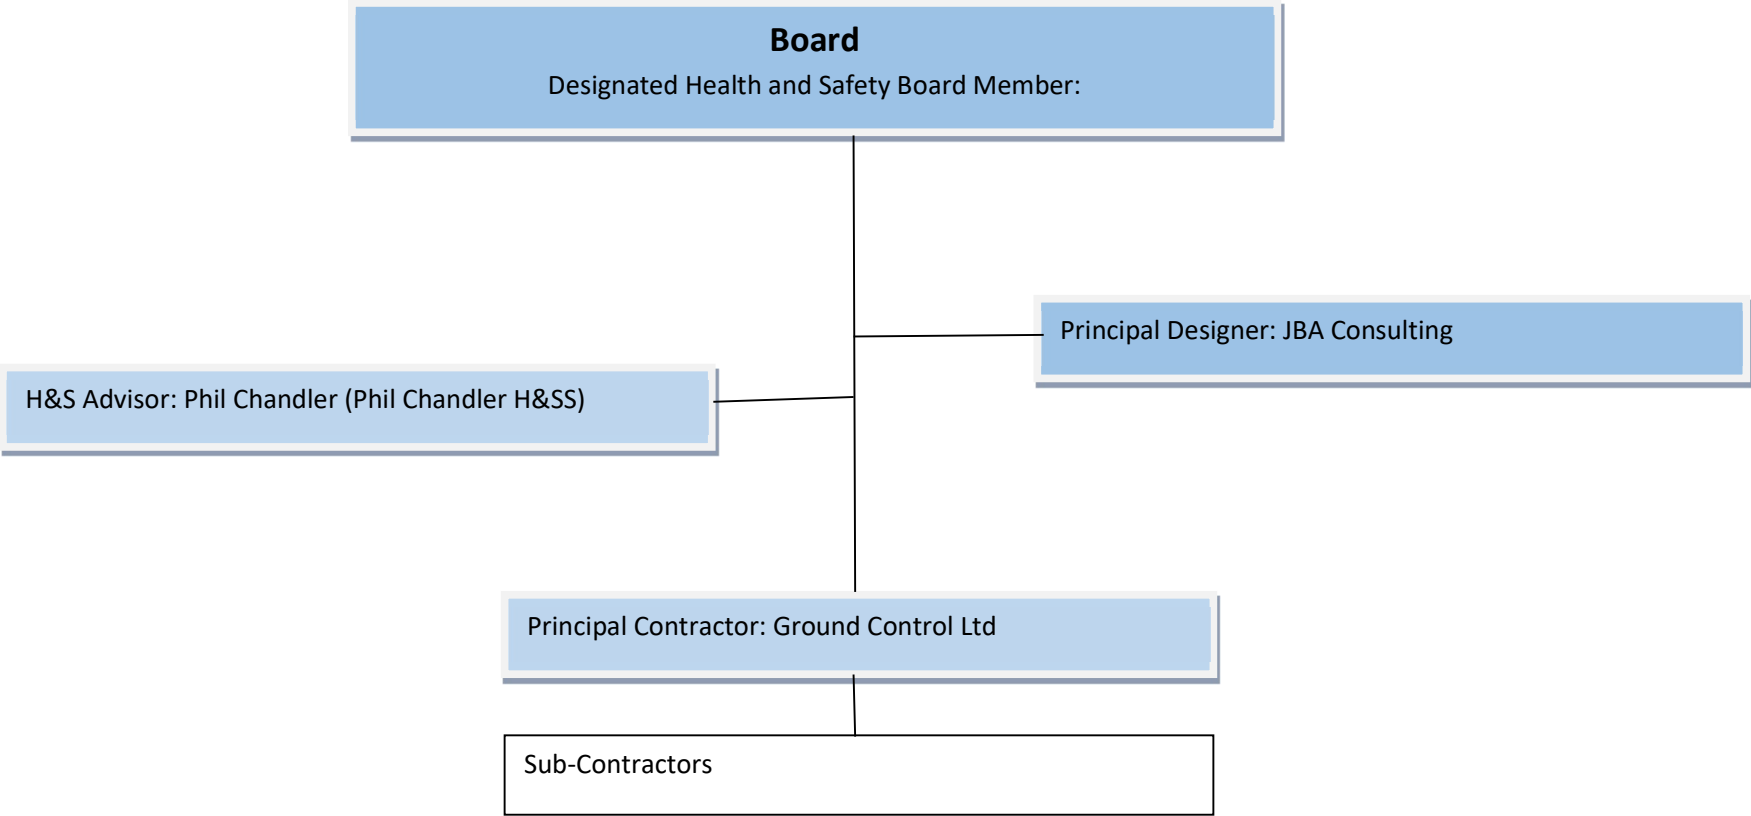 Board
Designated Health and Safety Board Member:
Principal Designer: JBA Consulting
H&S Advisor: Phil Chandler (Phil Chandler H&SS)
Principal Contractor: Ground Control Ltd
Sub-Contractors